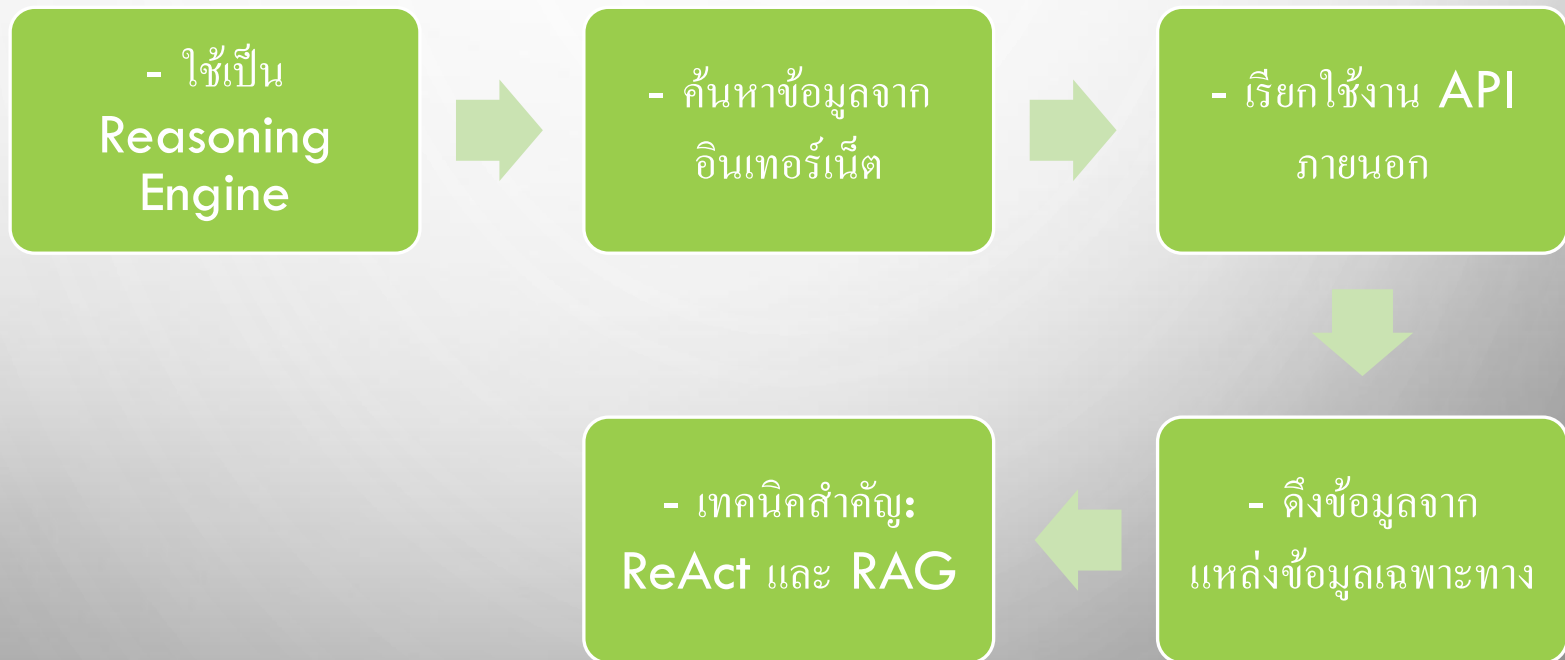 - ใช้เป็น
Reasoning
Engine
- ค้นหาข้อมูลจาก
อินเทอร์เน็ต
- เรียกใช้งาน API
ภายนอก
- ดึงข้อมูลจาก
แหล่งข้อมูลเฉพาะทาง
- เทคนิคสำคัญ:
ReAct และ RAG